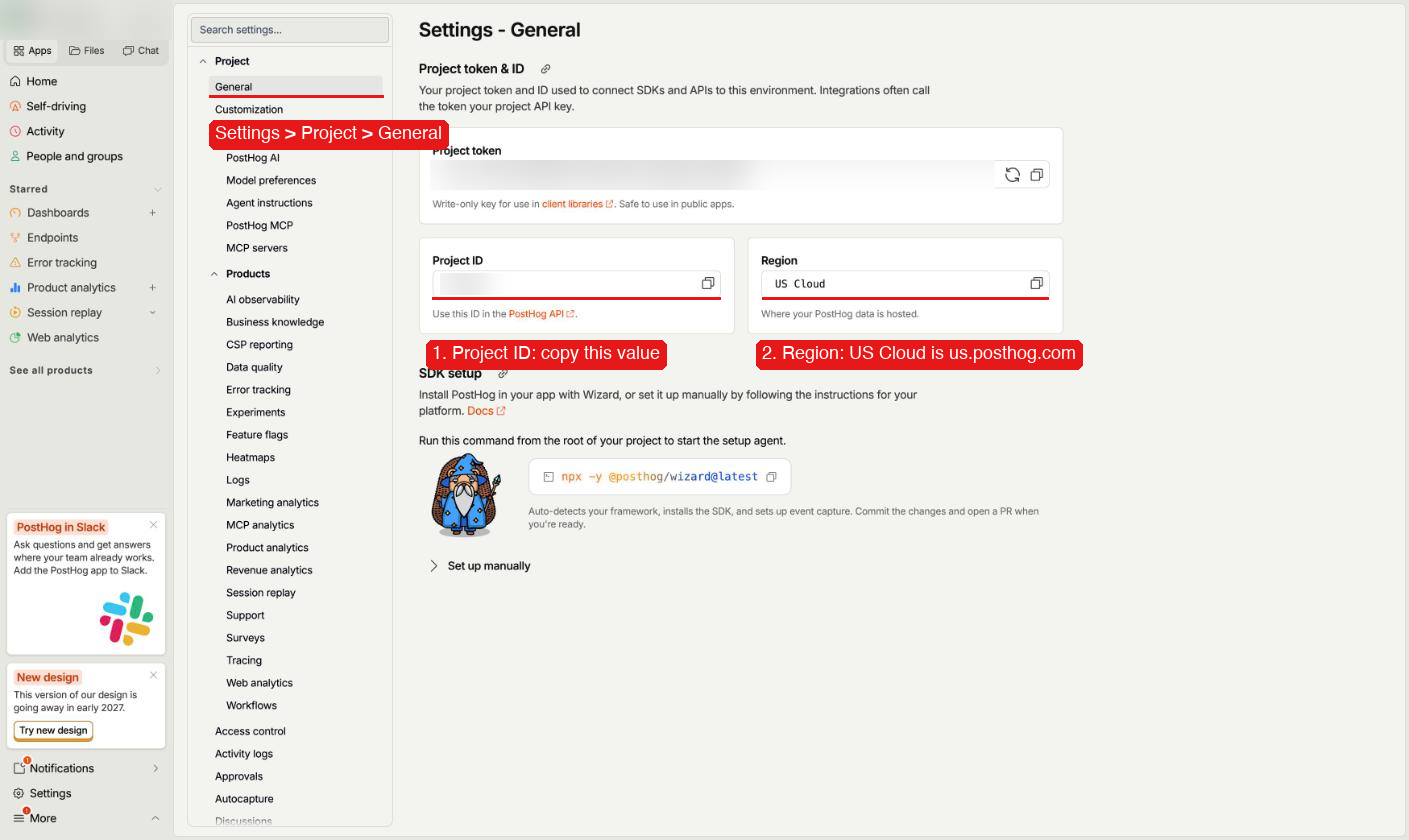 Apps
Files
Chat
Home
Self-driving
Activity
People and groups
Starred
Dashboards
Endpoints
Error tracking
Product analytics
Session replay
Web analytics
See all products
PostHog in Slack
Ask questions and get answers
where your team already works.
Add the PostHog app to Slack.
New design
This version of our design is
going away in early 2027.
Try new design
Notifications
Settings
More
Search settings...
Project
General
Customization
Settings > Project > General
PostHog AI
Model preferences
Agent instructions
PostHog MCP
MCP servers
Products
AI observability
Business knowledge
CSP reporting
Data quality
Error tracking
Experiments
Feature flags
Heatmaps
Logs
Marketing analytics
MCP analytics
Product analytics
Revenue analytics
Session replay
Support
Surveys
Tracing
Web analytics
Workflows
Access control
Activity logs
Approvals
Autocapture
Discussions
Settings - General
Project token & ID
Your project token and ID used to connect SDKs and APIs to this environment. Integrations often call
the token your project API key.
Project token
Write-only key for use in client libraries. Safe to use in public apps.
Project ID
Use this ID in the PostHog API.
Region
US Cloud
Where your PostHog data is hosted.
1. Project ID: copy this value
2. Region: US Cloud is us.posthog.com
SDK setup
Install PostHog in your app with Wizard, or set it up manually by following the instructions for your
platform. Docs
Run this command from the root of your project to start the setup agent.
npx -y @posthog/wizard@latest
Auto-detects your framework, installs the SDK, and sets up event capture. Commit the changes and open a PR when
you're ready.
Set up manually